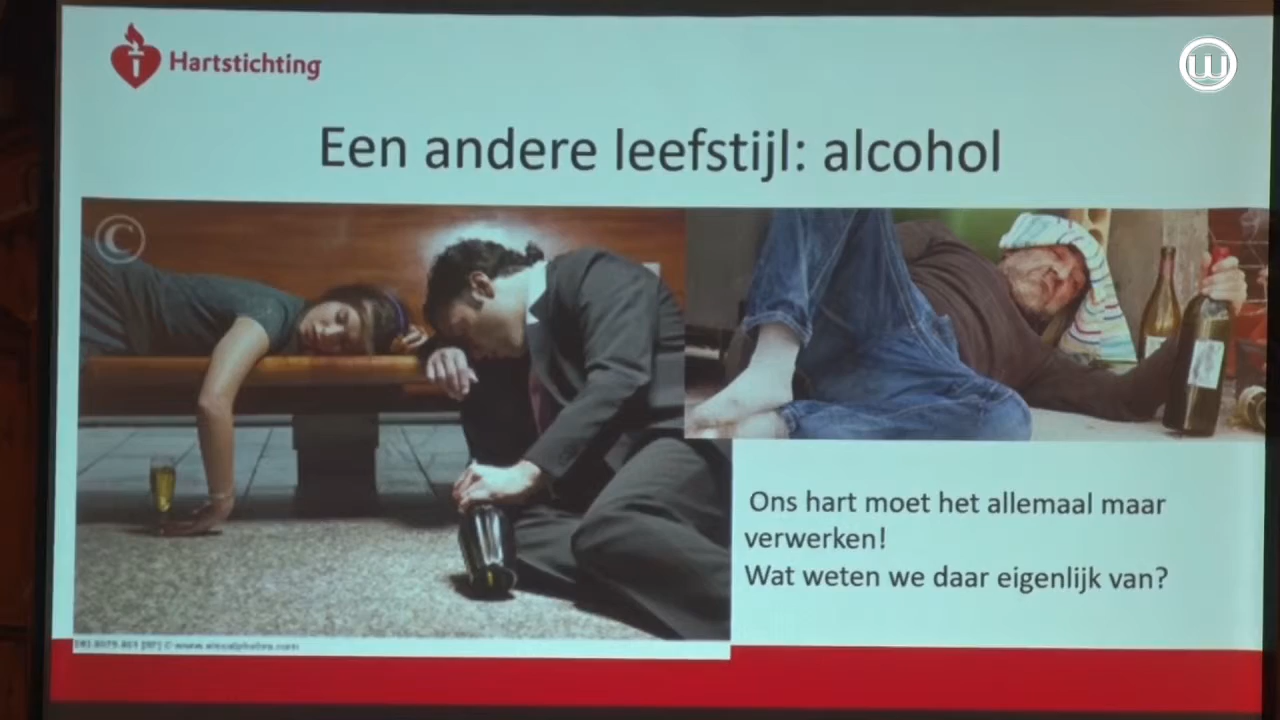 Hartstichting
W
Een andere leefstijl: alcohol
©
Ons hart moet het allemaal maar
verwerken!
Wat weten we daar eigenlijk van?